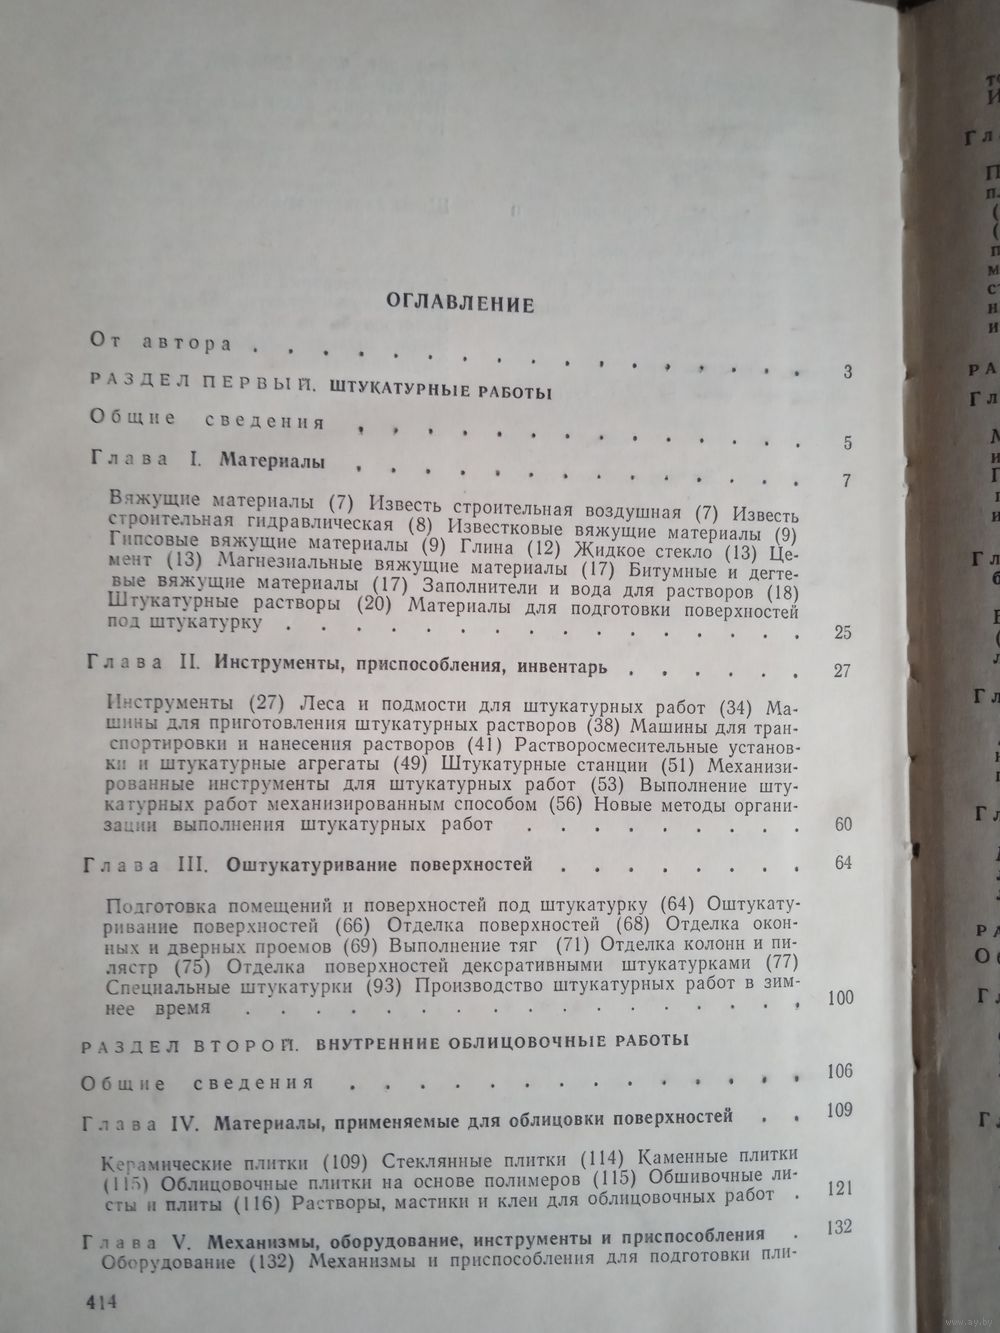 ОГЛАВЛЕНИЕ
От автора . . . . . . . . . . . . . . . . 3
РАЗДЕЛ ПЕРВЫЙ. ШТУКАТУРНЫЕ РАБОТЫ
Общие сведения . . . . . . . . . . . . . 5
Глава I. Материалы . . . . . . . . . . . . . 7
Вяжущие материалы (7) Известь строительная воздушная (7) Известь
строительная гидравлическая (8) Известковые вяжущие материалы (9)
Гипсовые вяжущие материалы (9) Глина (12) Жидкое стекло (13) Це-
мент (13) Магнезиальные вяжущие материалы (17) Битумные и дегте-
вые вяжущие материалы (17) Заполнители и вода для растворов (18)
Штукатурные растворы (20) Материалы для подготовки поверхностей
под штукатурку . . . . . . . . . . . . . . . 25
Глава II. Инструменты, приспособления, инвентарь . . . . . . 27
Инструменты (27) Леса и подмости для штукатурных работ (34) Ма-
шины для приготовления штукатурных растворов (38) Машины для тран-
спортировки и нанесения растворов (41) Растворосмесительные установ-
ки и штукатурные агрегаты (49) Штукатурные станции (51) Механизи-
рованные инструменты для штукатурных работ (53) Выполнение шту-
катурных работ механизированным способом (56) Новые методы органи-
зации выполнения штукатурных работ . . . . . . . . . 60
Глава III. Оштукатуривание поверхностей . . . . . . . . 64
Подготовка помещений и поверхностей под штукатурку (64) Оштукату-
ривание поверхностей (66) Отделка поверхностей (68) Отделка окон-
ных и дверных проемов (69) Выполнение тяг (71) Отделка колонн и пи-
лястр (75) Отделка поверхностей декоративными штукатурками (77)
Специальные штукатурки (93) Производство штукатурных работ в зим-
нее время . . . . . . . . . . . . . . . . 100
РАЗДЕЛ ВТОРОЙ. ВНУТРЕННИЕ ОБЛИЦОВОЧНЫЕ РАБОТЫ
Общие сведения . . . . . . . . . . . . . 106
Глава IV. Материалы, применяемые для облицовки поверхностей . . 109
Керамические плитки (109) Стеклянные плитки (114) Каменные плитки
(115) Облицовочные плитки на основе полимеров (115) Обшивочные ли-
сты и плиты (116) Растворы, мастики и клеи для облицовочных работ . 121
Глава V. Механизмы, оборудование, инструменты и приспособления . 132
Оборудование (132) Механизмы и приспособления для подготовки пли-
414
www.ay.by